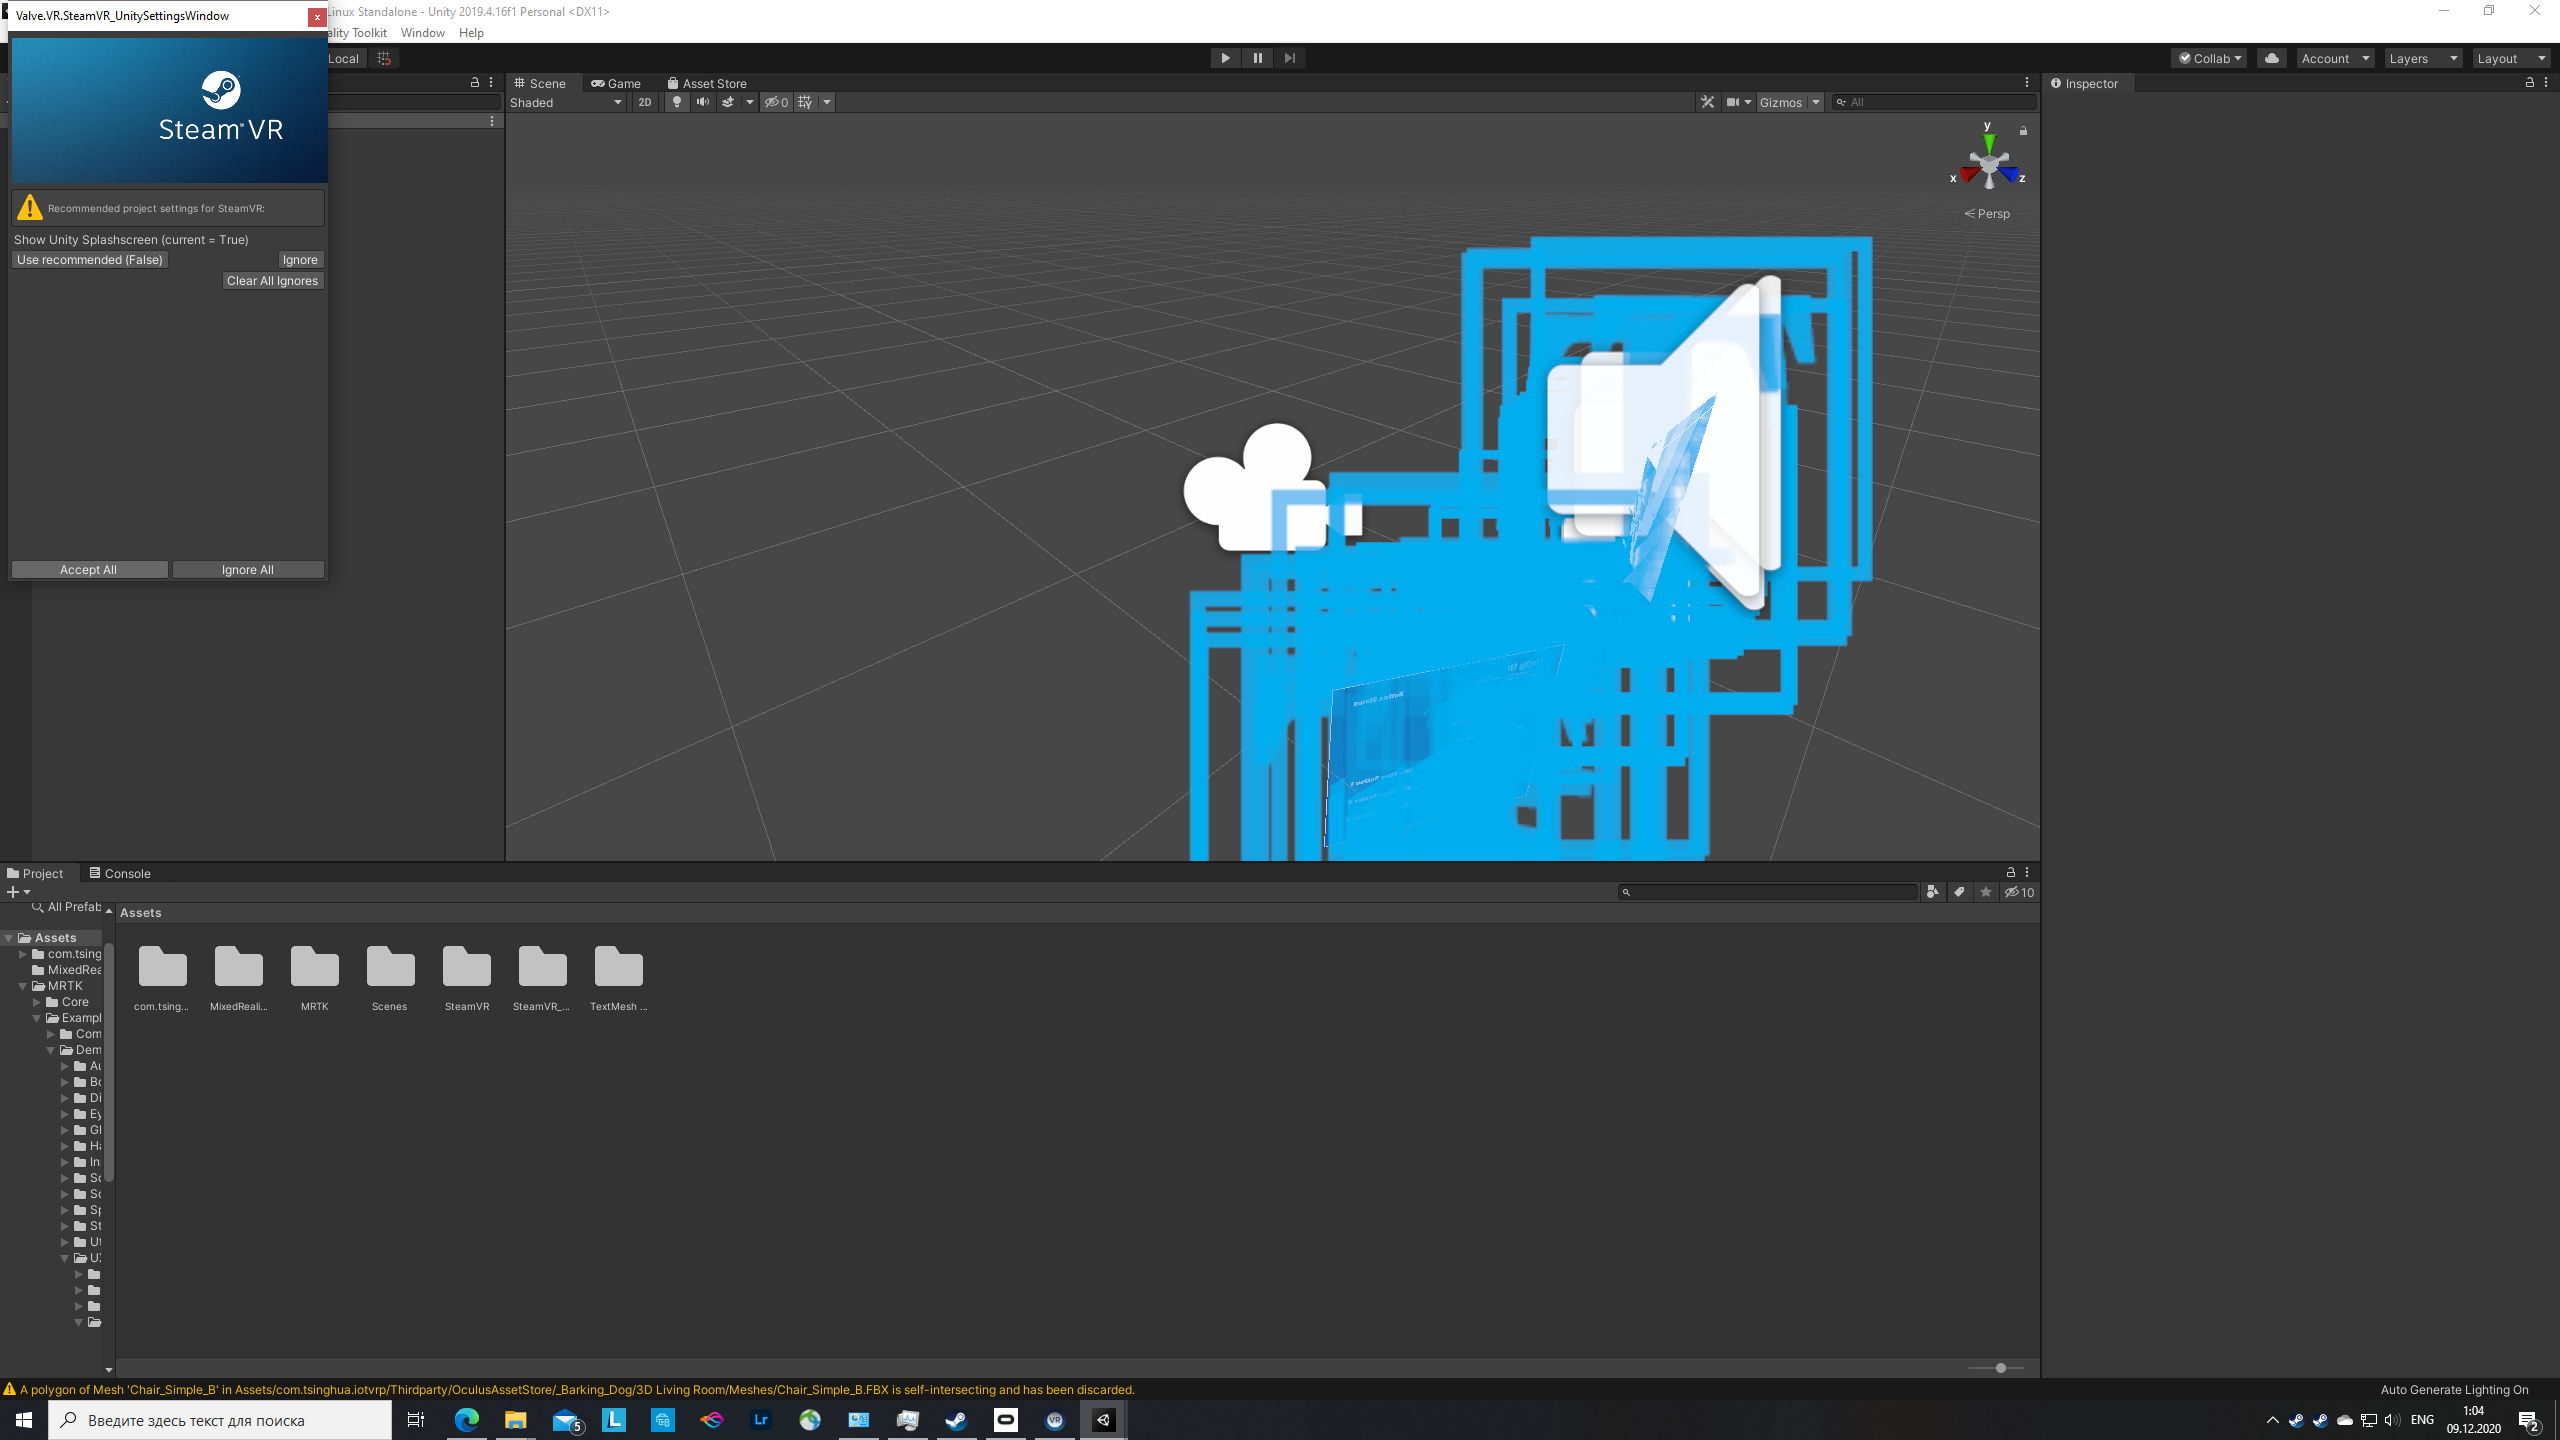 Valve.VR.SteamVR_UnitySettingsWindow
x
Linux Standalone - Unity 2019.4.16f1 Personal <DX11>
ality Toolkit Window Help
Local
Collab Account Layers Layout
Steam VR
Recommended project settings for SteamVR:
Show Unity Splashscreen (current = True)
Use recommended (False) Ignore
Clear All Ignores
Accept All Ignore All
Scene Game Asset Store
Shaded 2D 0 Gizmos All
y
x z
Persp
Inspector
Project Console
10
All Prefab
Assets
com.tsing
MixedRea
MRTK
Core
Exampl
Com
Dem
Au
Bo
Di
Ey
Gl
Ha
In
Sc
Sc
Sp
St
Ut
UX
Assets
com.tsing... MixedReali... MRTK Scenes SteamVR SteamVR_... TextMesh ...
A polygon of Mesh 'Chair_Simple_B' in Assets/com.tsinghua.iotvrp/Thirdparty/OculusAssetStore/_Barking_Dog/3D Living Room/Meshes/Chair_Simple_B.FBX is self-intersecting and has been discarded.
Auto Generate Lighting On
Введите здесь текст для поиска
5
L
Lr
VR
ENG
1:04
09.12.2020
2